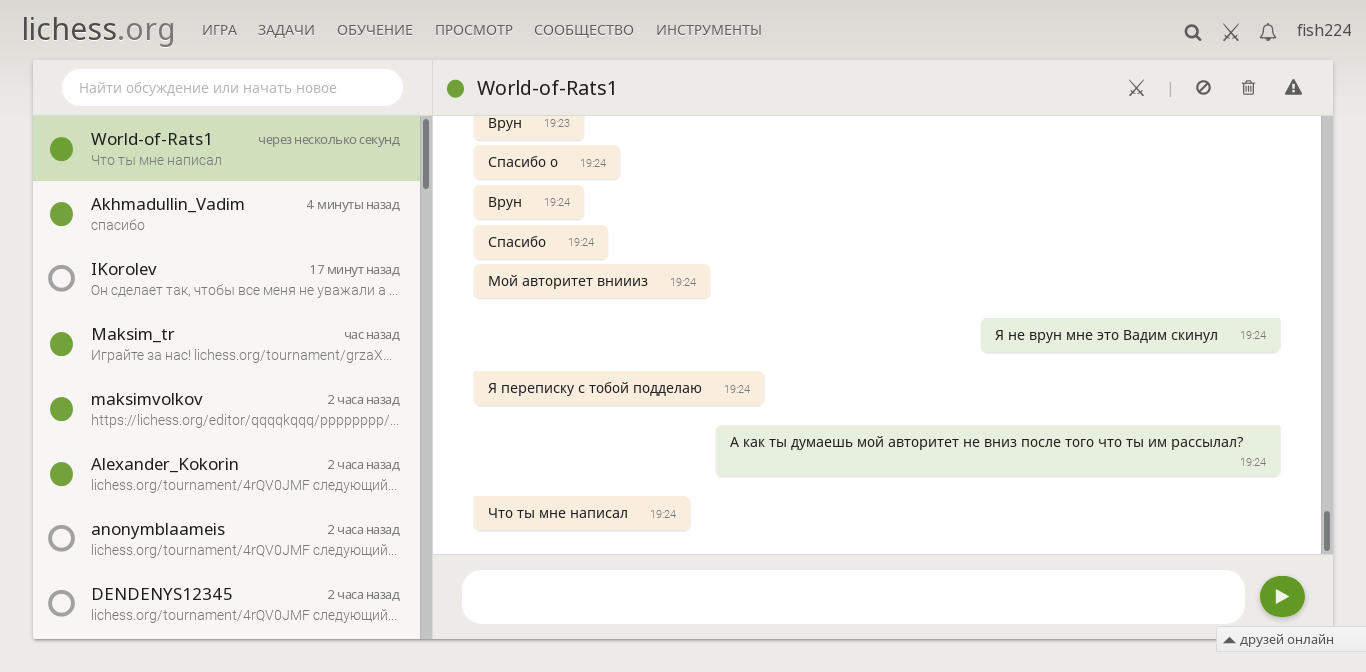 lichess.org ИГРА ЗАДАЧИ ОБУЧЕНИЕ ПРОСМОТР СООБЩЕСТВО ИНСТРУМЕНТЫ fish224
Найти обсуждение или начать новое
World-of-Rats1 через несколько секунд
Что ты мне написал
Akhmadullin_Vadim 4 минуты назад
спасибо
IKorolev 17 минут назад
Он сделает так, чтобы все меня не уважали а ...
Maksim_tr час назад
Играйте за нас! lichess.org/tournament/grzaX...
maksimvolkov 2 часа назад
https://lichess.org/editor/qqqqkqqq/pppppppp/...
Alexander_Kokorin 2 часа назад
lichess.org/tournament/4rQV0JMF следующий...
anonymblaameis 2 часа назад
lichess.org/tournament/4rQV0JMF следующий...
DENDENYS12345 2 часа назад
lichess.org/tournament/4rQV0JMF следующий...
World-of-Rats1
Врун 19:23
Спасибо о 19:24
Врун 19:24
Спасибо 19:24
Мой авторитет вниииз 19:24
Я не врун мне это Вадим скинул 19:24
Я переписку с тобой подделаю 19:24
А как ты думаешь мой авторитет не вниз после того что ты им рассылал?
19:24
Что ты мне написал 19:24
друзей онлайн